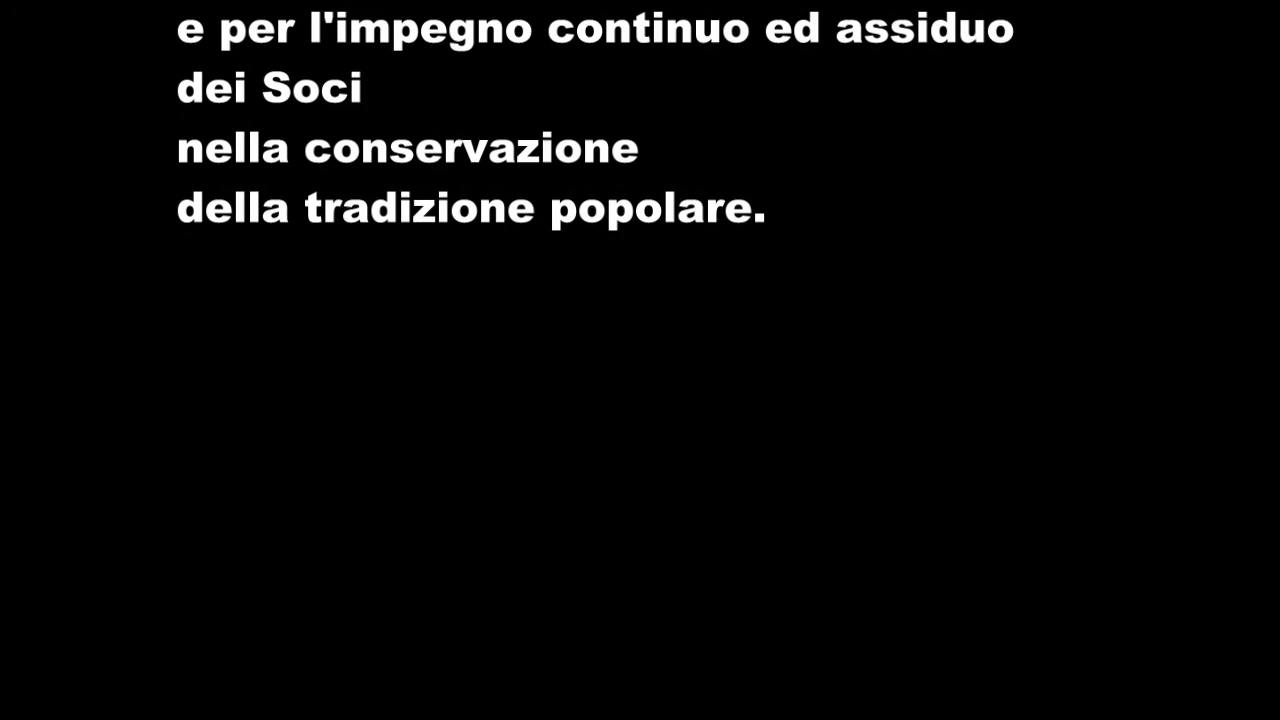 e per l'impegno continuo ed assiduo
dei Soci
nella conservazione
della tradizione popolare.